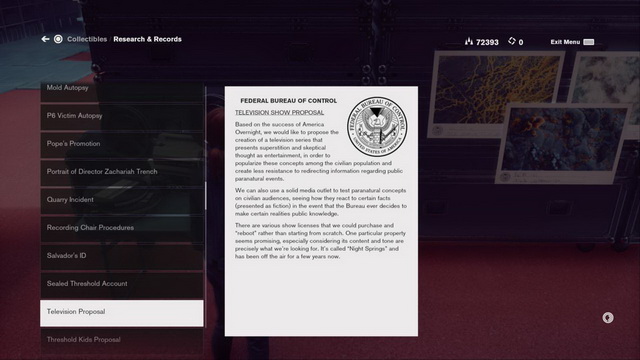 Collectibles / Research & Records
72393
0
Exit Menu
Mold Autopsy
P6 Victim Autopsy
Pope's Promotion
Portrait of Director Zachariah Trench
Quarry Incident
Recording Chair Procedures
Salvador's ID
Sealed Threshold Account
Television Proposal
Threshold Kids Proposal
FEDERAL BUREAU OF CONTROL
TELEVISION SHOW PROPOSAL
Based on the success of America
Overnight, we would like to propose the
creation of a television series that
presents superstition and skeptical
thought as entertainment, in order to
popularize these concepts among the civilian population and
create less resistance to redirecting information regarding public
paranatural events.
We can also use a solid media outlet to test paranatural concepts
on civilian audiences, seeing how they react to certain facts
(presented as fiction) in the event that the Bureau ever decides to
make certain realities public knowledge.
There are various show licenses that we could purchase and
"reboot" rather than starting from scratch. One particular property
seems promising, especially considering its content and tone are
precisely what we're looking for. It's called "Night Springs" and
has been off the air for a few years now.
FEDERAL BUREAU OF CONTROL
UNITED STATES OF AMERICA